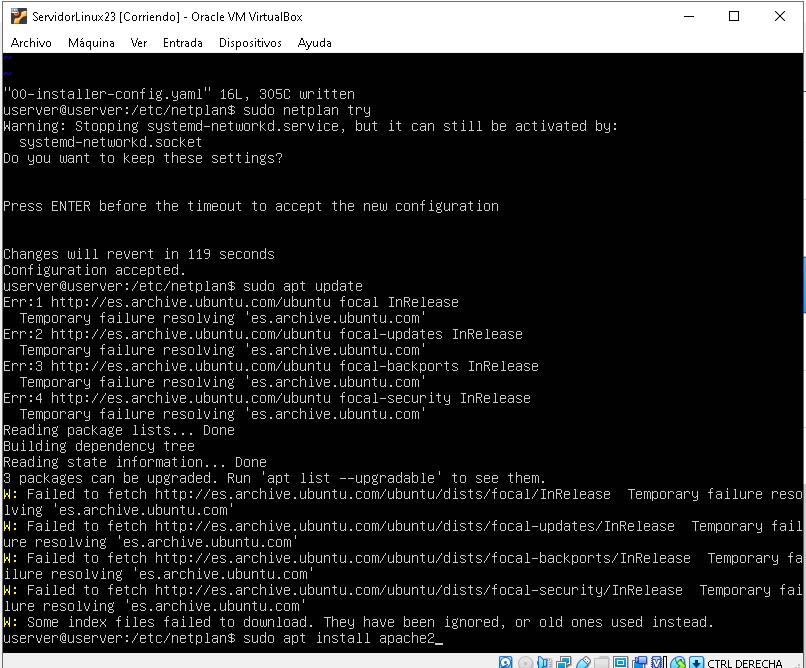 ServidorLinux23 [Corriendo] - Oracle VM VirtualBox
Archivo Máquina Ver Entrada Dispositivos Ayuda
~
~
"00-installer-config.yaml" 16L, 305C written
userver@userver:/etc/netplan$ sudo netplan try
Warning: Stopping systemd-networkd.service, but it can still be activated by:
  systemd-networkd.socket
Do you want to keep these settings?
Press ENTER before the timeout to accept the new configuration
Changes will revert in 119 seconds
Configuration accepted.
userver@userver:/etc/netplan$ sudo apt update
Err:1 http://es.archive.ubuntu.com/ubuntu focal InRelease
  Temporary failure resolving 'es.archive.ubuntu.com'
Err:2 http://es.archive.ubuntu.com/ubuntu focal-updates InRelease
  Temporary failure resolving 'es.archive.ubuntu.com'
Err:3 http://es.archive.ubuntu.com/ubuntu focal-backports InRelease
  Temporary failure resolving 'es.archive.ubuntu.com'
Err:4 http://es.archive.ubuntu.com/ubuntu focal-security InRelease
  Temporary failure resolving 'es.archive.ubuntu.com'
Reading package lists... Done
Building dependency tree
Reading state information... Done
3 packages can be upgraded. Run 'apt list --upgradable' to see them.
W: Failed to fetch http://es.archive.ubuntu.com/ubuntu/dists/focal/InRelease  Temporary failure reso
lving 'es.archive.ubuntu.com'
W: Failed to fetch http://es.archive.ubuntu.com/ubuntu/dists/focal-updates/InRelease  Temporary fail
ure resolving 'es.archive.ubuntu.com'
W: Failed to fetch http://es.archive.ubuntu.com/ubuntu/dists/focal-backports/InRelease  Temporary fa
ilure resolving 'es.archive.ubuntu.com'
W: Failed to fetch http://es.archive.ubuntu.com/ubuntu/dists/focal-security/InRelease  Temporary fai
lure resolving 'es.archive.ubuntu.com'
W: Some index files failed to download. They have been ignored, or old ones used instead.
userver@userver:/etc/netplan$ sudo apt install apache2_
CTRL DERECHA